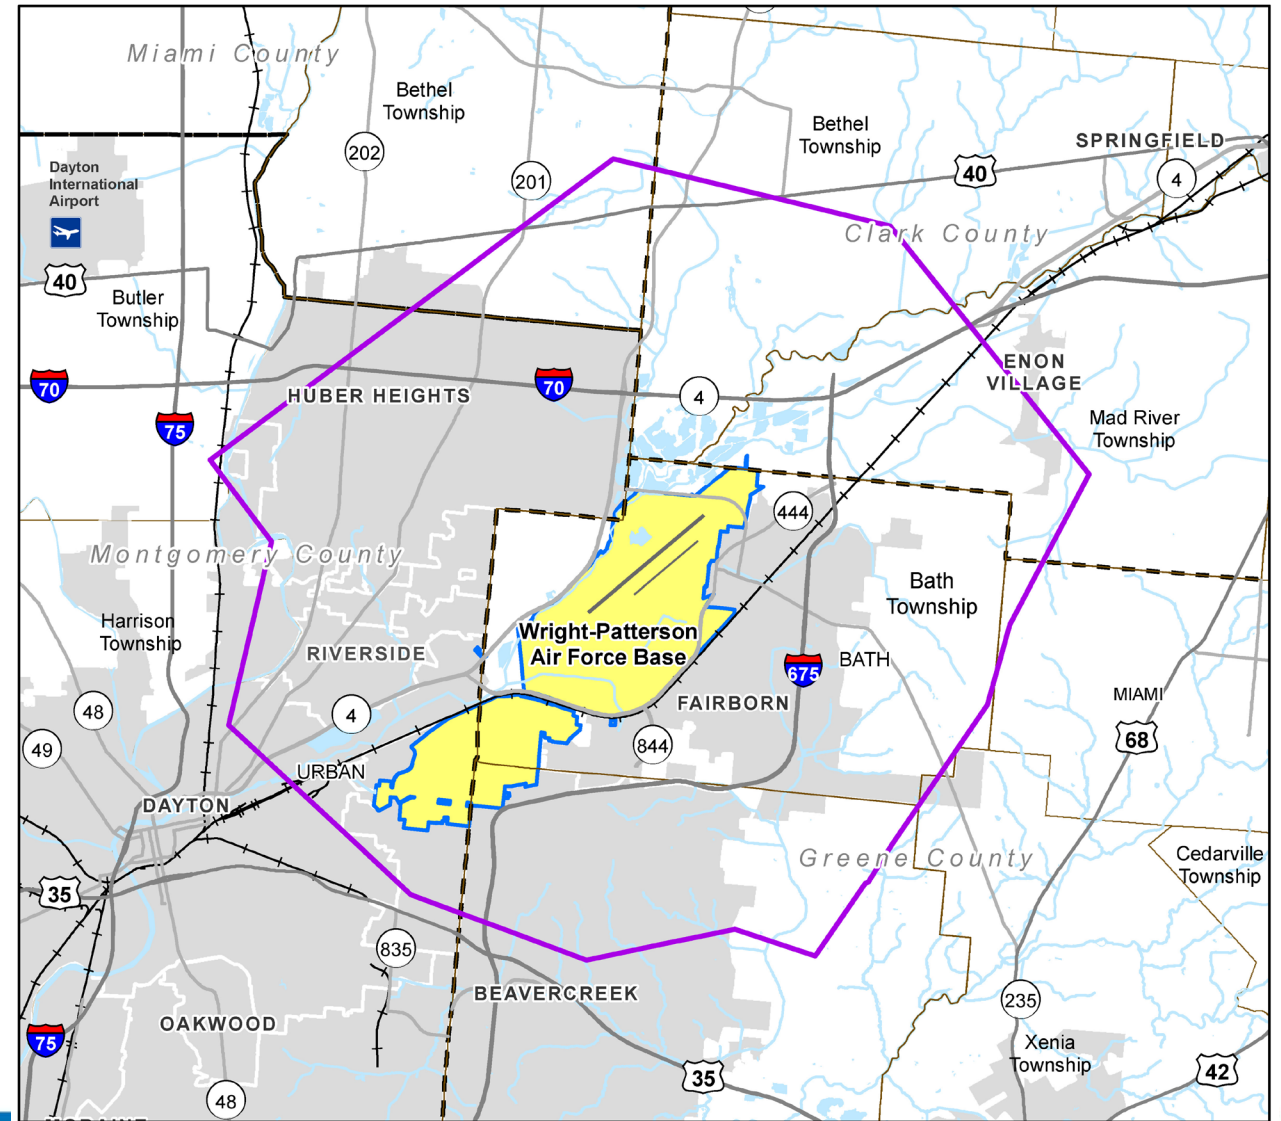 Miami County
Bethel
Township
202
201
Bethel
Township
SPRINGFIELD
40
4
Dayton
International
Airport
40
Clark County
Butler
Township
70
75
HUBER HEIGHTS
70
4
ENON
VILLAGE
Mad River
Township
444
Montgomery County
Bath
Township
Harrison
Township
RIVERSIDE
Wright-Patterson
Air Force Base
675
BATH
48
49
4
FAIRBORN
844
MIAMI
68
URBAN
DAYTON
Greene County
Cedarville
Township
35
835
BEAVERCREEK
235
OAKWOOD
75
Xenia
Township
35
42
48
MORAINE